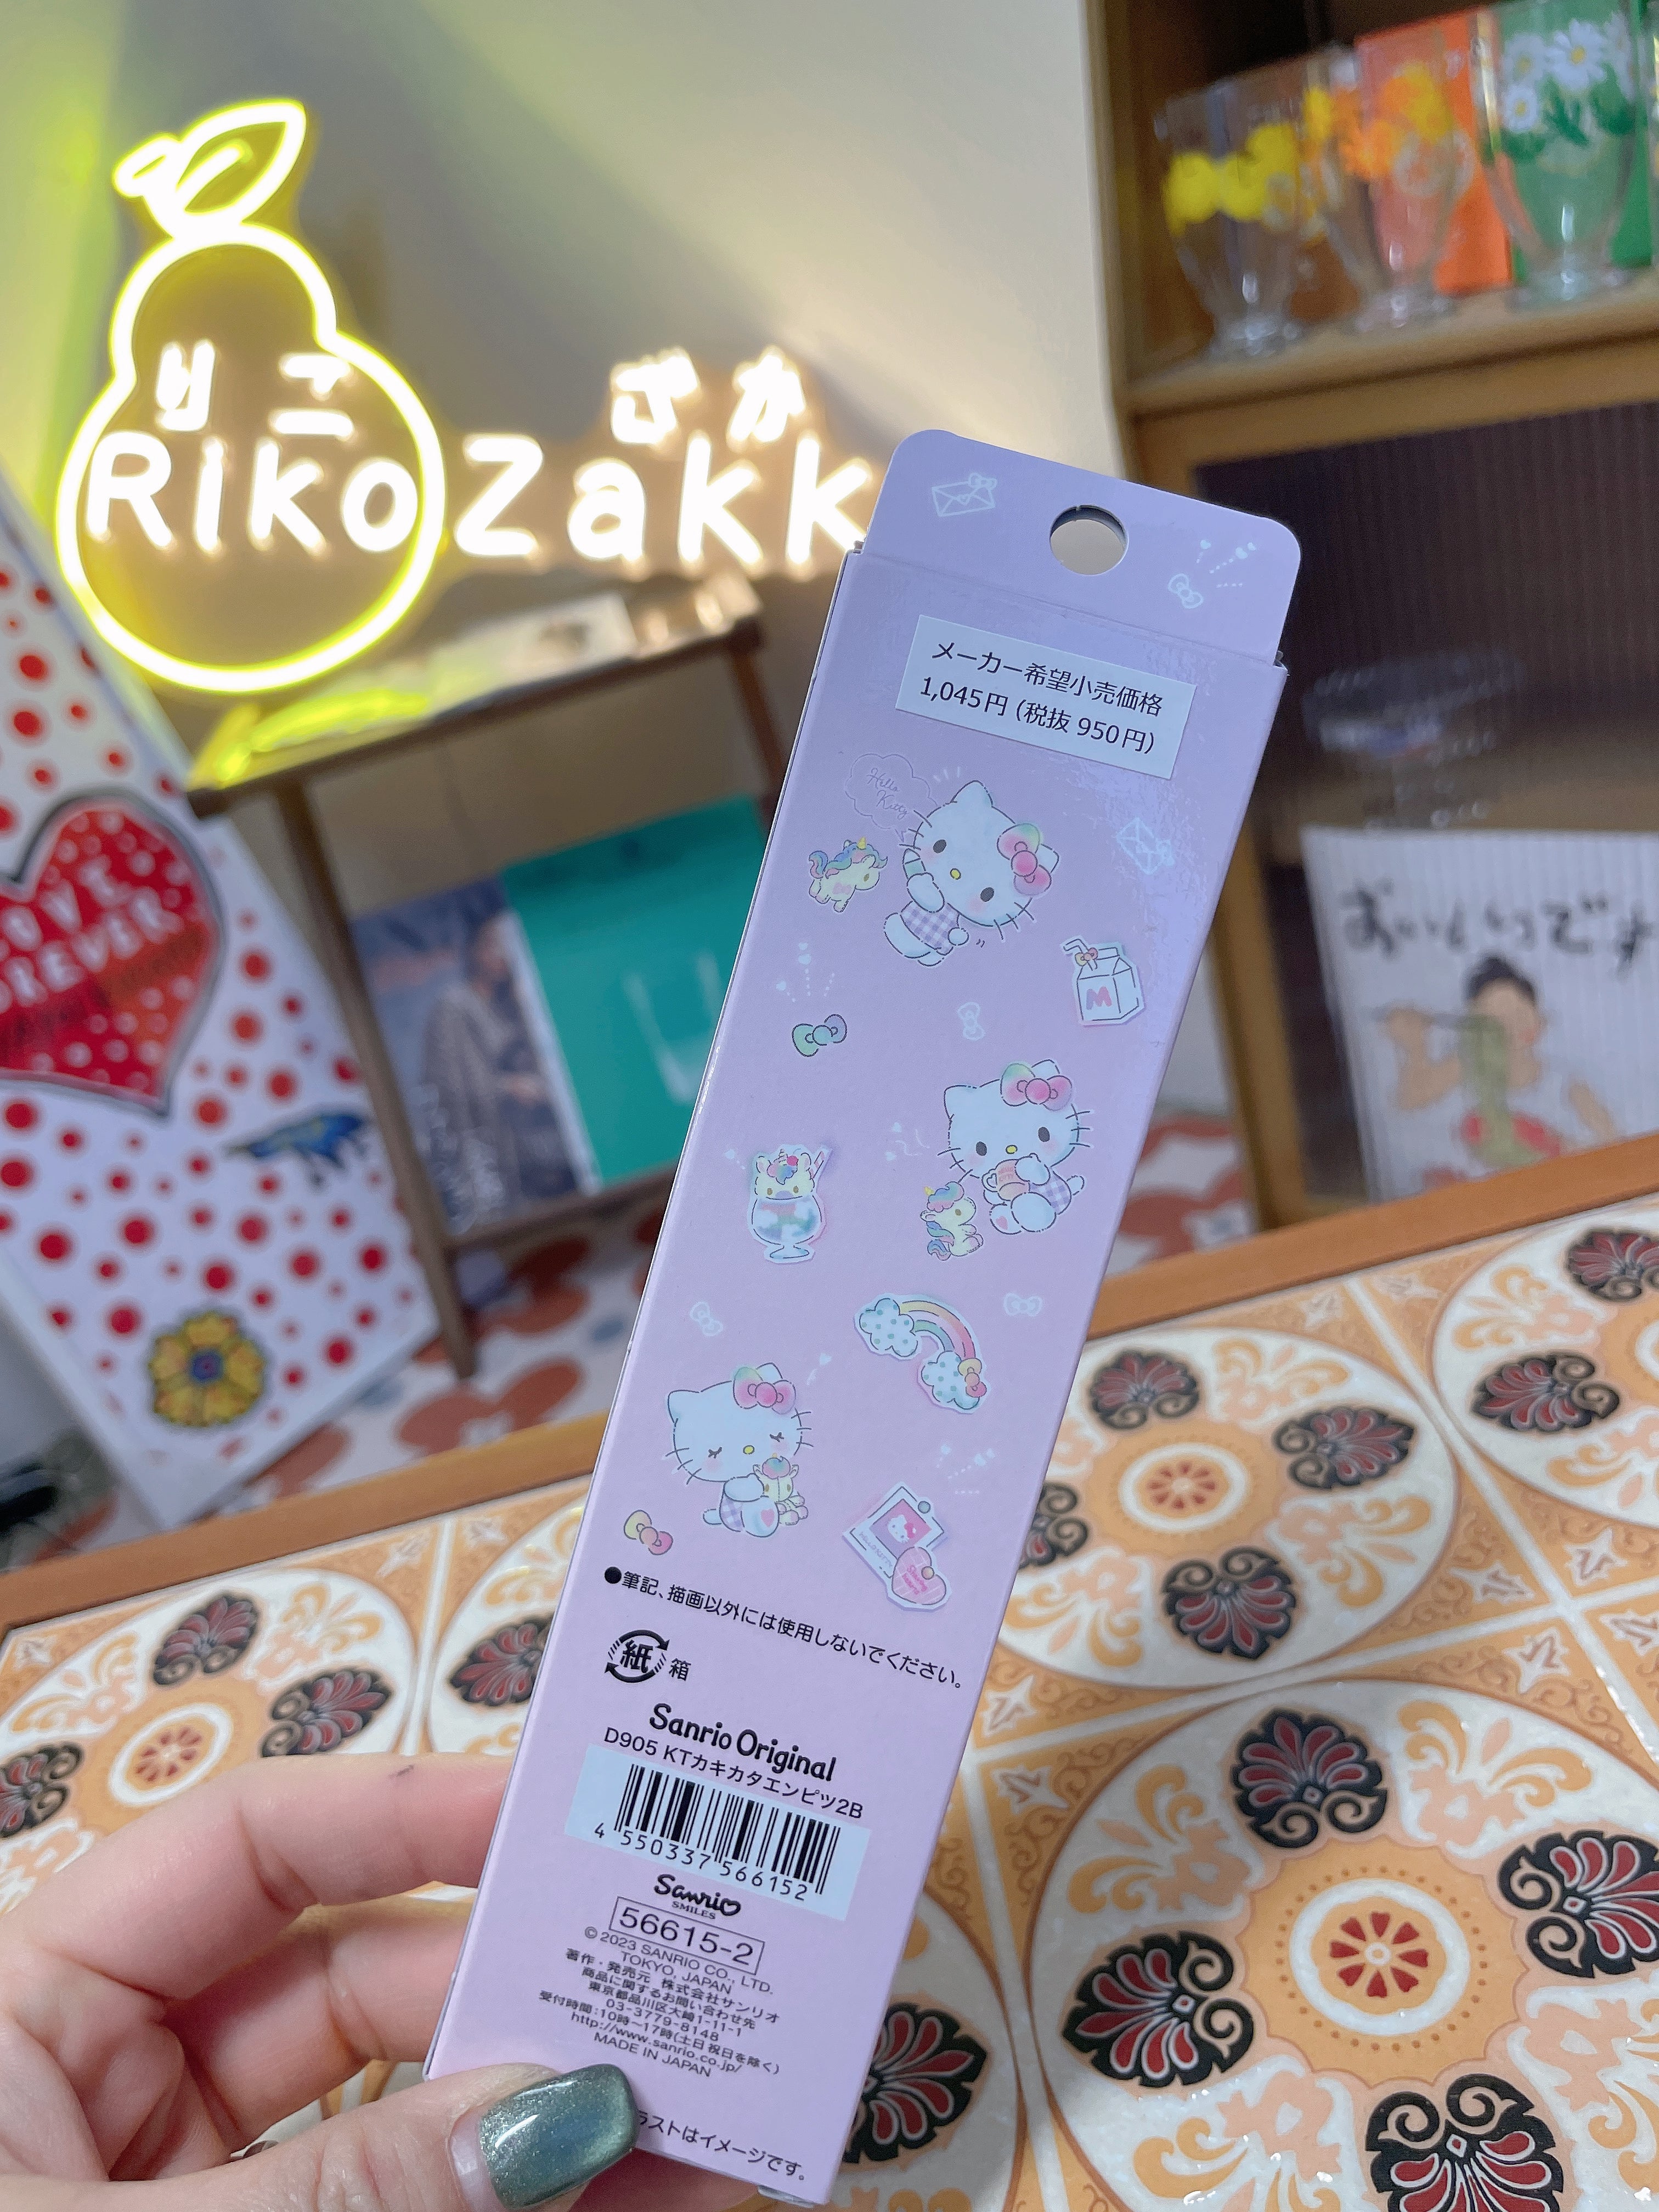 りこ ざか
Riko Zakk
メーカー希望小売価格
1,045円 (税抜 950円)
Hello
Kitty
M
LOVE
FOREVER
おいしいです
●筆記、描画以外には使用しないでください。
紙 箱
Sanrio Original
D905 KTカキカタエンピツ2B
4 550337 566152
Sanrio
SMILES
56615-2
© 2023 SANRIO CO., LTD.
TOKYO, JAPAN
著作・発売元 株式会社サンリオ
商品に関するお問い合わせ先
東京都品川区大崎1-11-1
03-3779-8148
受付時間:10時~17時(土日祝日を除く)
http://www.sanrio.co.jp/
MADE IN JAPAN
ラストはイメージです。